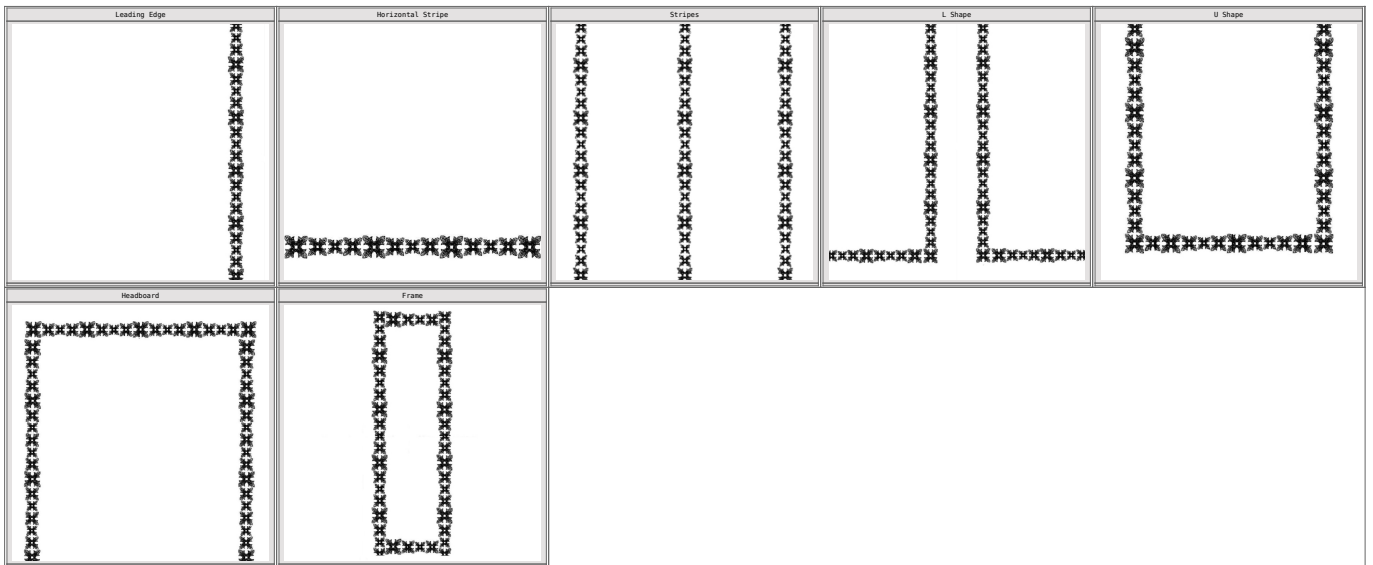 Leading Edge
Horizontal Stripe
Stripes
L Shape
U Shape
Headboard
Frame